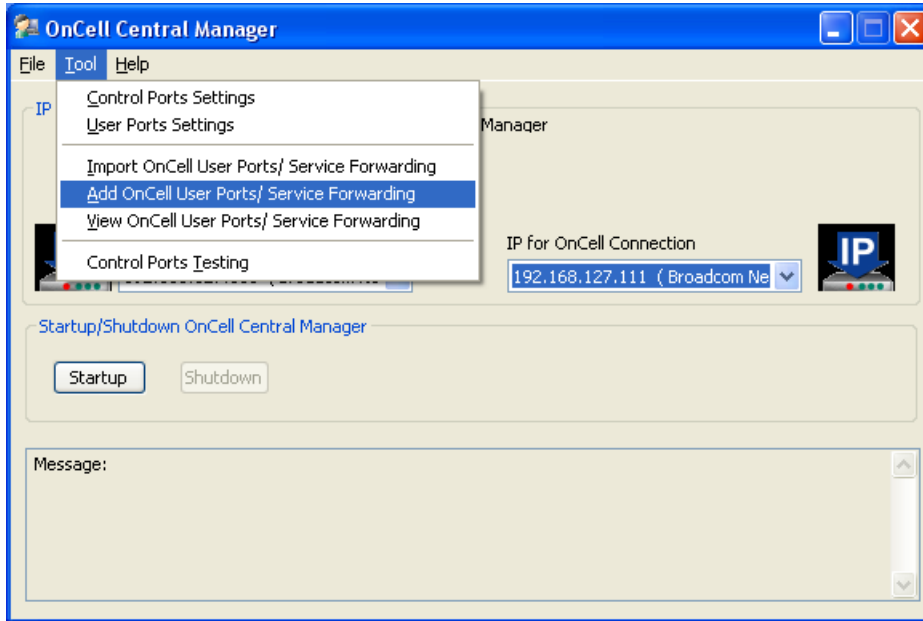 OnCell Central Manager
File Tool Help
Control Ports Settings
User Ports Settings
Import OnCell User Ports/ Service Forwarding
Add OnCell User Ports/ Service Forwarding
View OnCell User Ports/ Service Forwarding
Control Ports Testing
IP
Manager
IP for OnCell Connection
IP
192.168.127.111 ( Broadcom Ne
Startup/Shutdown OnCell Central Manager
Startup Shutdown
Message: